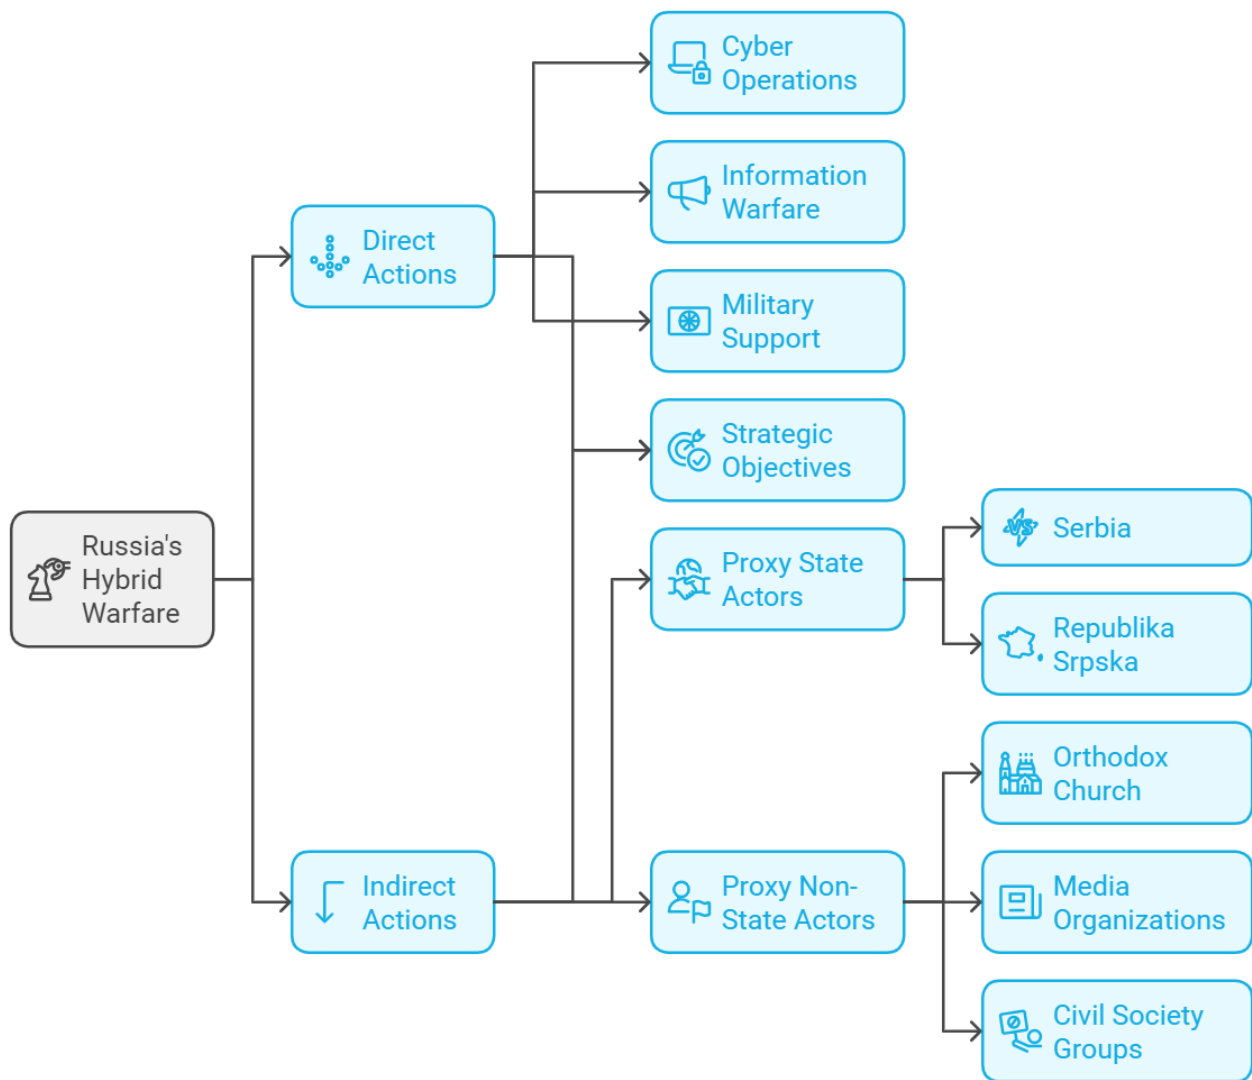 Cyber
Operations
Information
Warfare
Direct
Actions
Military
Support
Strategic
Objectives
Russia's
Hybrid
Warfare
Proxy State
Actors
VS
Serbia
Republika
Srpska
Orthodox
Church
Indirect
Actions
Proxy Non-
State Actors
Media
Organizations
Civil Society
Groups